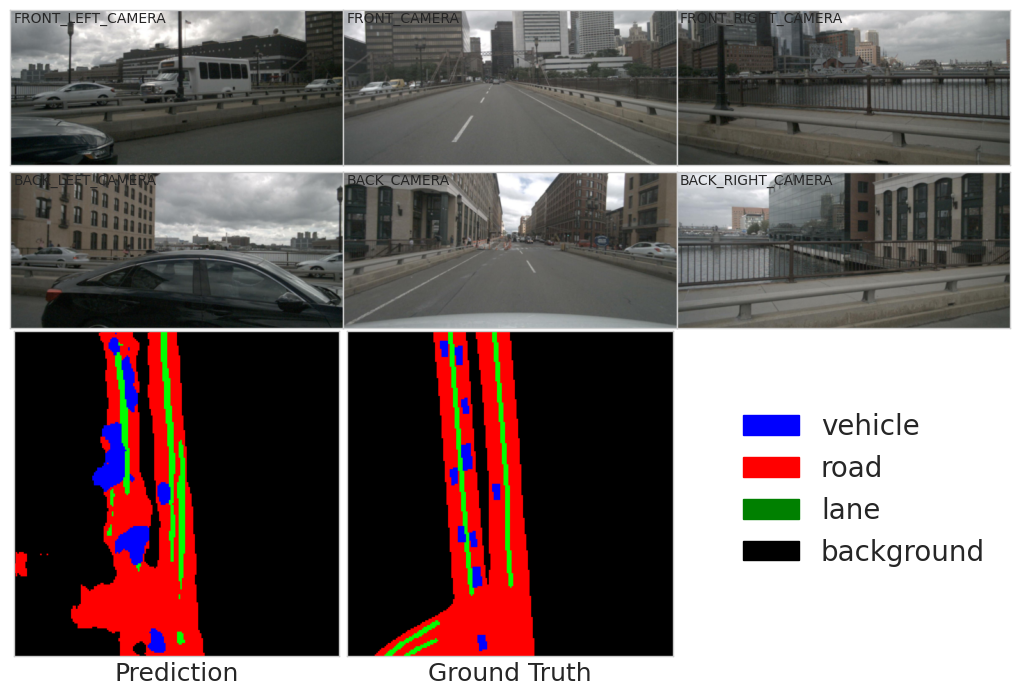 FRONT_LEFT_CAMERA
FRONT_CAMERA
FRONT_RIGHT_CAMERA
BACK_LEFT_CAMERA
BACK_CAMERA
BACK_RIGHT_CAMERA
vehicle
road
lane
background
Prediction
Ground Truth